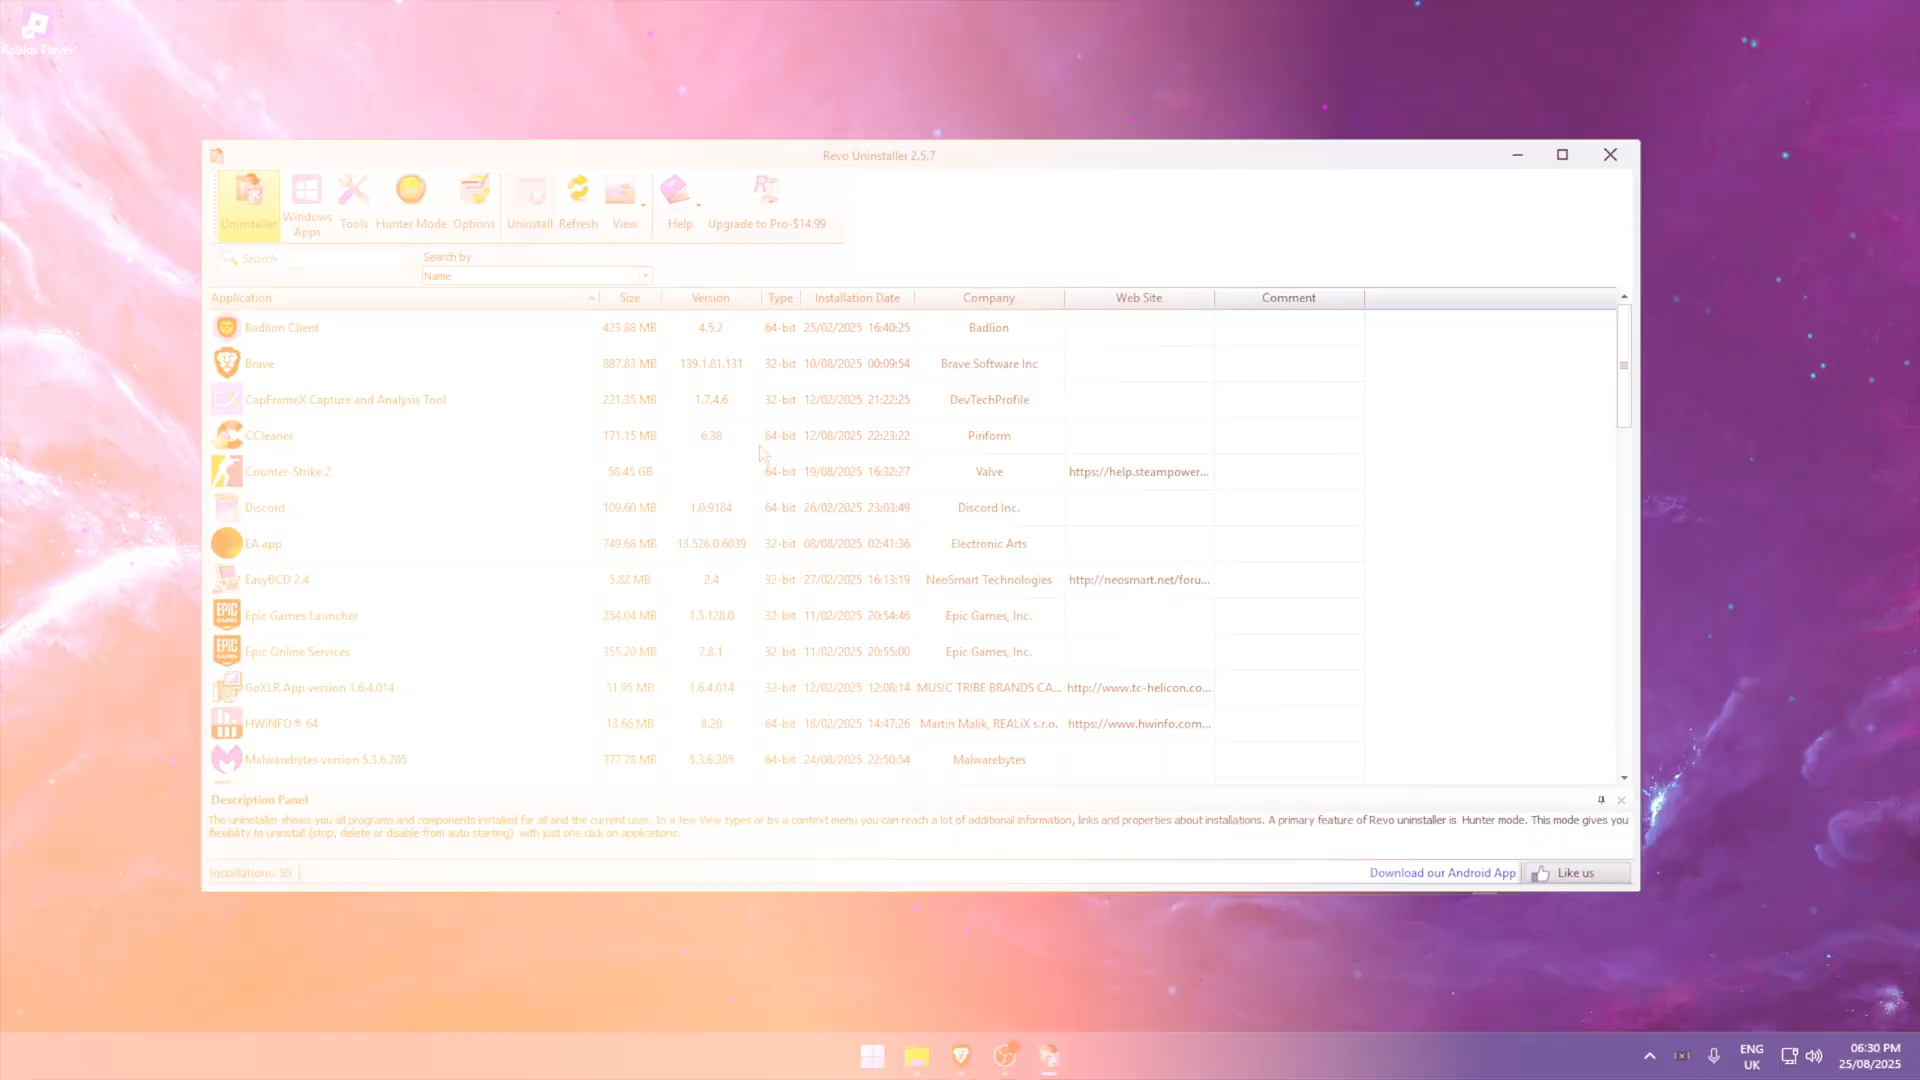 Roblox Player
Revo Uninstaller 2.5.7
Uninstaller
Windows Apps
Tools
Hunter Mode
Options
Uninstall
Refresh
View
Help
Upgrade to Pro-$14.99
Search
Search by
Name
Application Size Version Type Installation Date Company Web Site Comment
Badlion Client 423.88 MB 4.5.2 64-bit 25/02/2025 16:40:25 Badlion
Brave 887.83 MB 139.1.81.131 32-bit 10/08/2025 00:09:54 Brave Software Inc
CapFrameX Capture and Analysis Tool 221.35 MB 1.7.4.6 32-bit 12/02/2025 21:22:25 DevTechProfile
CCleaner 171.15 MB 6.38 64-bit 12/08/2025 22:23:22 Piriform
Counter-Strike 2 58.45 GB 64-bit 19/08/2025 16:32:27 Valve https://help.steampower...
Discord 109.60 MB 1.0.9184 64-bit 26/02/2025 23:03:49 Discord Inc.
EA app 749.68 MB 13.526.0.6039 32-bit 08/08/2025 02:41:36 Electronic Arts
EasyBCD 2.4 5.82 MB 2.4 32-bit 27/02/2025 16:13:19 NeoSmart Technologies http://neosmart.net/foru...
EPIC GAMES Epic Games Launcher 254.04 MB 1.3.128.0 32-bit 11/02/2025 20:54:46 Epic Games, Inc.
EPIC GAMES Epic Online Services 355.20 MB 2.8.1 32-bit 11/02/2025 20:55:00 Epic Games, Inc.
GoXLR App version 1.6.4.014 31.95 MB 1.6.4.014 32-bit 12/02/2025 12:08:14 MUSIC TRIBE BRANDS CA... http://www.tc-helicon.co...
HWiNFO® 64 13.66 MB 8.20 64-bit 18/02/2025 14:47:26 Martin Malik, REALiX s.r.o. https://www.hwinfo.com...
Malwarebytes version 5.3.6.205 377.78 MB 5.3.6.205 64-bit 24/08/2025 22:50:54 Malwarebytes
Description Panel
The uninstaller shows you all programs and components installed for all and the current user. In a few View types or by a context menu you can reach a lot of additional information, links and properties about installations. A primary feature of Revo uninstaller is Hunter mode. This mode gives you
flexibility to uninstall (stop, delete or disable from auto starting) with just one click on applications.
Installations: 50
Download our Android App
Like us
ENG
UK
06:30 PM
25/08/2025